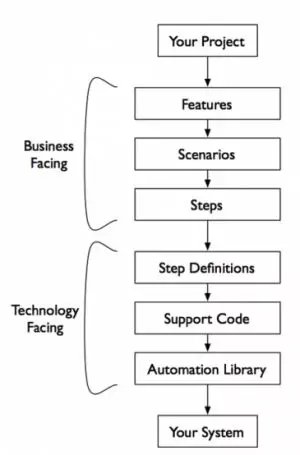 Your Project
Features
Business
Facing
Scenarios
Steps
Step Definitions
Technology
Facing
Support Code
Automation Library
Your System